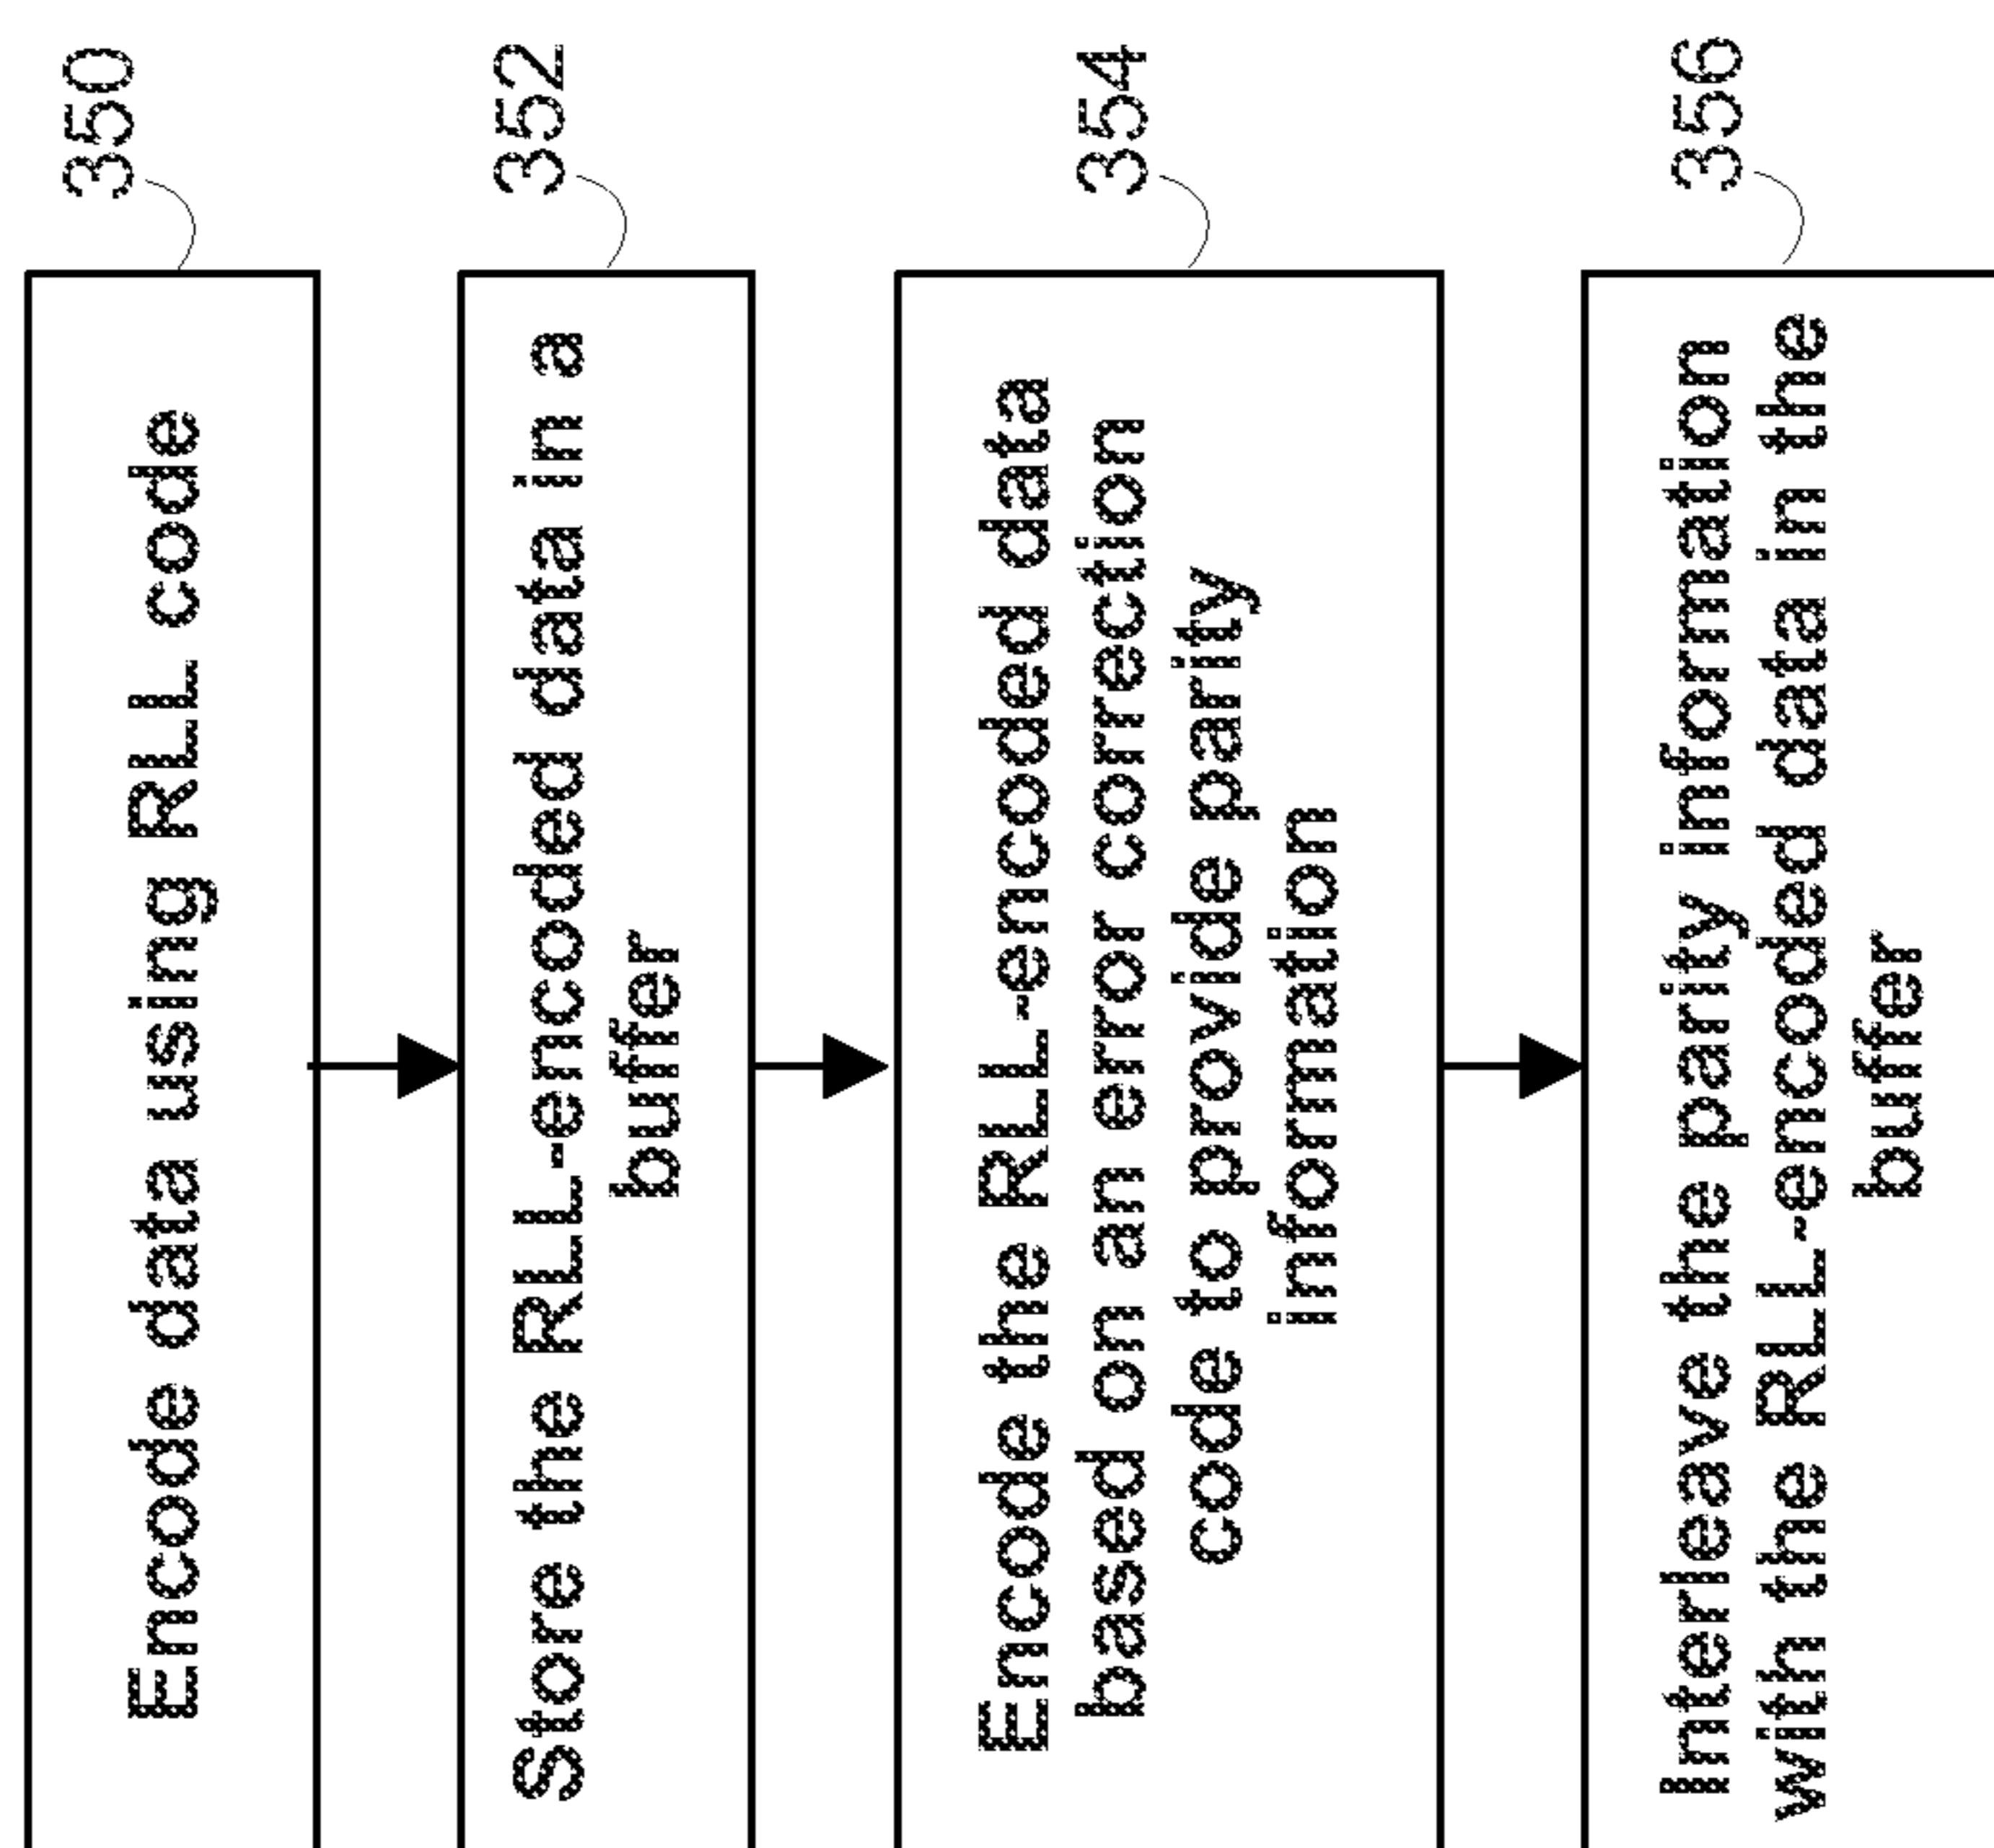 Encode data using RLL code
350
Store the RLL-encoded data in a
buffer
352
Encode the RLL-encoded data
based on an error correction
code to provide parity
information
354
Interleave the parity information
with the RLL-encoded data in the
buffer
356